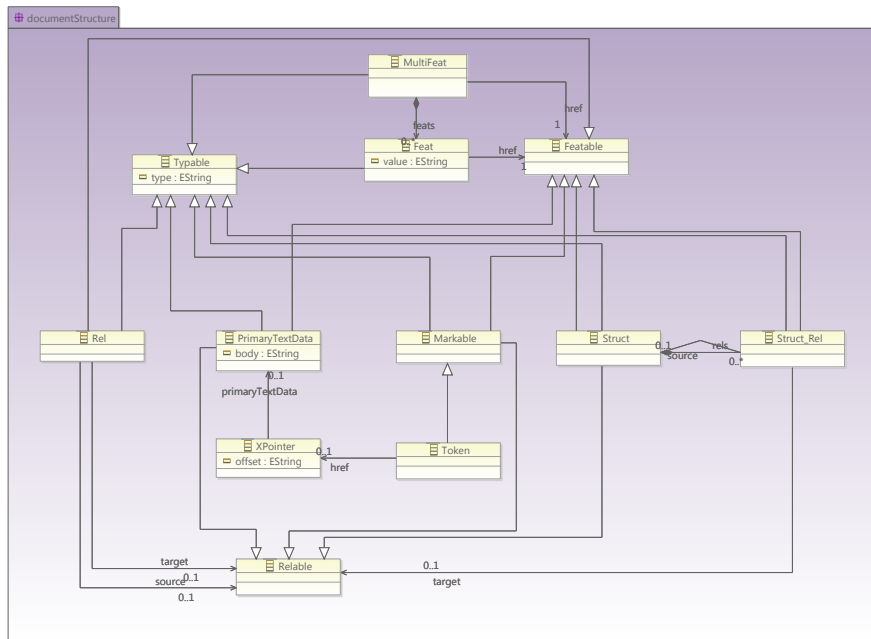 documentStructure
MultiFeat
href
1
feats
0..*
Feat
value : EString
href
1
Featable
Typable
type : EString
Rel
PrimaryTextData
body : EString
Markable
Struct
Struct_Rel
0..1
rels
source
0..*
0..1
primaryTextData
XPointer
offset : EString
0..1
href
Token
target
0..1
source
0..1
Relable
0..1
target